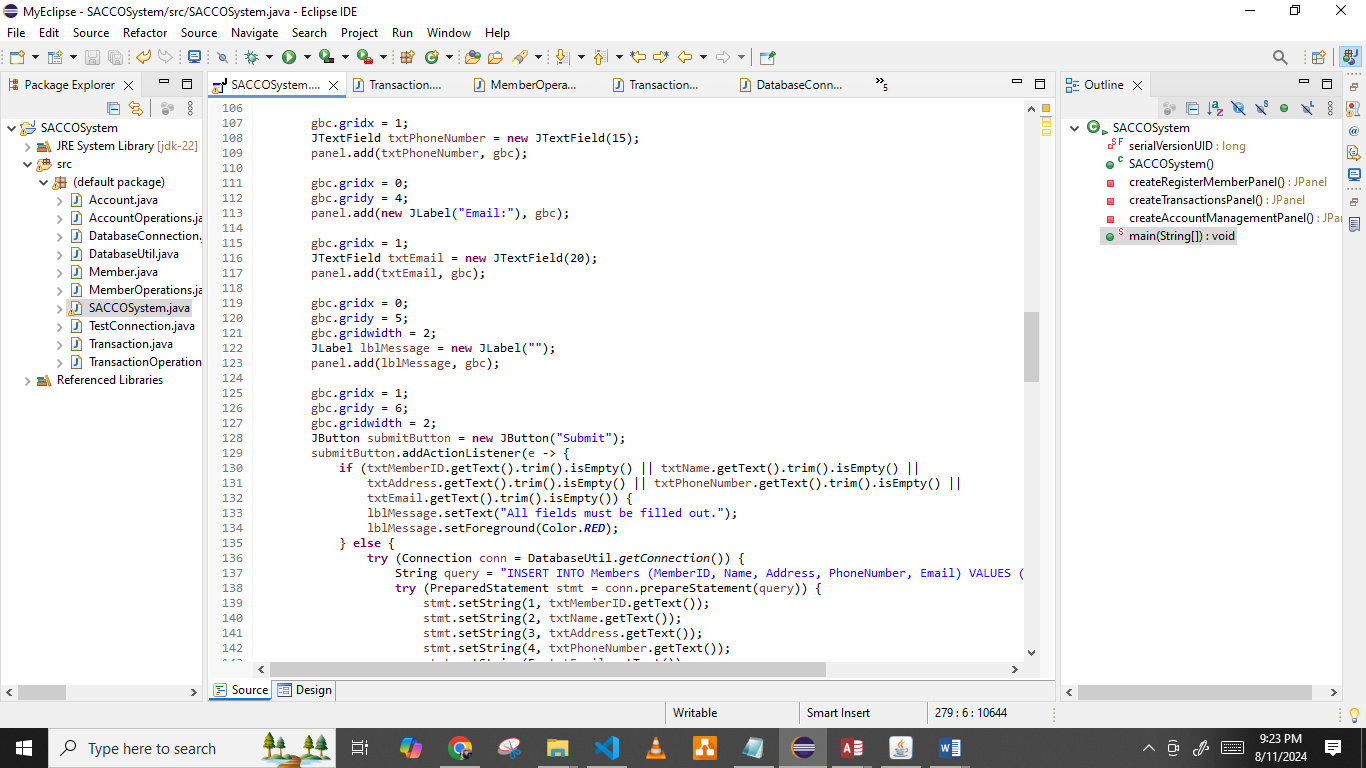 MyEclipse - SACCOSystem/src/SACCOSystem.java - Eclipse IDE
File Edit Source Refactor Source Navigate Search Project Run Window Help
Package Explorer
SACCOSystem
JRE System Library [jdk-22]
src
(default package)
Account.java
AccountOperations.ja
DatabaseConnection.
DatabaseUtil.java
Member.java
MemberOperations.ja
SACCOSystem.java
TestConnection.java
Transaction.java
TransactionOperation
Referenced Libraries
SACCOSystem.... Transaction.... MemberOpera... Transaction... DatabaseConn... »5
106
107 gbc.gridx = 1;
108 JTextField txtPhoneNumber = new JTextField(15);
109 panel.add(txtPhoneNumber, gbc);
110
111 gbc.gridx = 0;
112 gbc.gridy = 4;
113 panel.add(new JLabel("Email:"), gbc);
114
115 gbc.gridx = 1;
116 JTextField txtEmail = new JTextField(20);
117 panel.add(txtEmail, gbc);
118
119 gbc.gridx = 0;
120 gbc.gridy = 5;
121 gbc.gridwidth = 2;
122 JLabel lblMessage = new JLabel("");
123 panel.add(lblMessage, gbc);
124
125 gbc.gridx = 1;
126 gbc.gridy = 6;
127 gbc.gridwidth = 2;
128 JButton submitButton = new JButton("Submit");
129 submitButton.addActionListener(e -> {
130 if (txtMemberID.getText().trim().isEmpty() || txtName.getText().trim().isEmpty() ||
131 txtAddress.getText().trim().isEmpty() || txtPhoneNumber.getText().trim().isEmpty() ||
132 txtEmail.getText().trim().isEmpty()) {
133 lblMessage.setText("All fields must be filled out.");
134 lblMessage.setForeground(Color.RED);
135 } else {
136 try (Connection conn = DatabaseUtil.getConnection()) {
137 String query = "INSERT INTO Members (MemberID, Name, Address, PhoneNumber, Email) VALUES (
138 try (PreparedStatement stmt = conn.prepareStatement(query)) {
139 stmt.setString(1, txtMemberID.getText());
140 stmt.setString(2, txtName.getText());
141 stmt.setString(3, txtAddress.getText());
142 stmt.setString(4, txtPhoneNumber.getText());
Source Design
Outline
SACCOSystem
serialVersionUID : long
SACCOSystem()
createRegisterMemberPanel() : JPanel
createTransactionsPanel() : JPanel
createAccountManagementPanel() : JPar
main(String[]) : void
Writable Smart Insert 279 : 6 : 10644
Type here to search
9:23 PM
8/11/2024